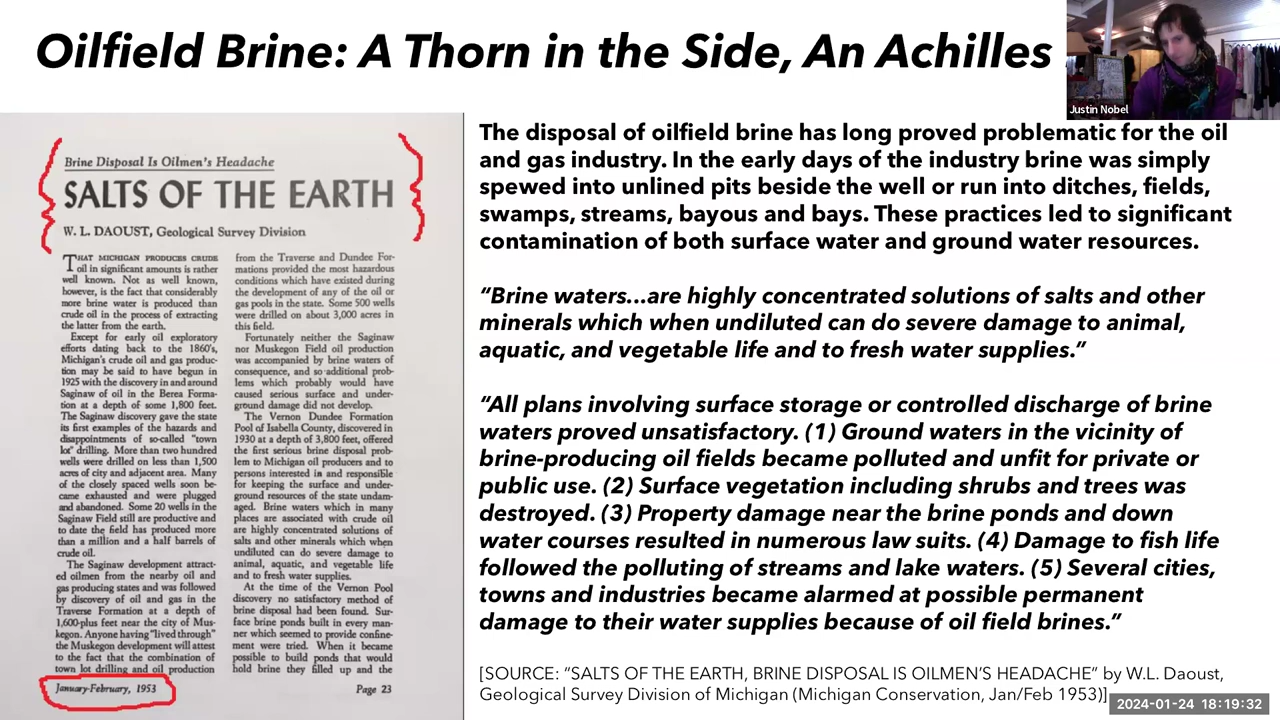 Oilfield Brine: A Thorn in the Side, An Achilles
Justin Nobel
Brine Disposal Is Oilmen's Headache
SALTS OF THE EARTH
W. L. DAOUST, Geological Survey Division
THAT MICHIGAN PRODUCES CRUDE
oil in significant amounts is rather
well known. Not as well known,
however, is the fact that considerably
more brine water is produced than
crude oil in the process of extracting
the latter from the earth.
Except for early oil exploratory
efforts dating back to the 1860's,
Michigan's crude oil and gas produc-
tion may be said to have begun in
1925 with the discovery in and around
Saginaw of oil in the Berea Forma-
tion at a depth of some 1,800 feet.
The Saginaw discovery gave the state
its first examples of the hazards and
disappointments of so-called "town
lot" drilling. More than two hundred
wells were drilled on less than 1,500
acres of city and adjacent area. Many
of the closely spaced wells soon be-
came exhausted and were plugged
and abandoned. Some 20 wells in the
Saginaw Field still are productive and
to date the field has produced more
than a million and a half barrels of
crude oil.
The Saginaw development attract-
ed oilmen from the nearby oil and
gas producing states and was followed
by discovery of oil and gas in the
Traverse Formation at a depth of
1,600-plus feet near the city of Mus-
kegon. Anyone having "lived through"
the Muskegon development will attest
to the fact that the combination of
town lot drilling and oil production
from the Traverse and Dundee For-
mations provided the most hazardous
conditions which have existed during
the development of any of the oil or
gas pools in the state. Some 500 wells
were drilled on about 3,000 acres in
this field.
Fortunately neither the Saginaw
nor Muskegon Field oil production
was accompanied by brine waters of
consequence, and so additional prob-
lems which probably would have
caused serious surface and under-
ground damage did not develop.
The Vernon Dundee Formation
Pool of Isabella County, discovered in
1930 at a depth of 3,800 feet, offered
the first serious brine disposal prob-
lem to Michigan oil producers and to
persons interested in and responsible
for keeping the surface and under-
ground resources of the state undam-
aged. Brine waters which in many
places are associated with crude oil
are highly concentrated solutions of
salts and other minerals which when
undiluted can do severe damage to
animal, aquatic, and vegetable life
and to fresh water supplies.
At the time of the Vernon Pool
discovery no satisfactory method of
brine disposal had been found. Sur-
face brine ponds built in every man-
ner which seemed to provide confine-
ment were tried. When it became
possible to build ponds that would
hold brine they filled up and the
January-February, 1953
Page 23
The disposal of oilfield brine has long proved problematic for the oil
and gas industry. In the early days of the industry brine was simply
spewed into unlined pits beside the well or run into ditches, fields,
swamps, streams, bayous and bays. These practices led to significant
contamination of both surface water and ground water resources.
“Brine waters...are highly concentrated solutions of salts and other
minerals which when undiluted can do severe damage to animal,
aquatic, and vegetable life and to fresh water supplies.”
“All plans involving surface storage or controlled discharge of brine
waters proved unsatisfactory. (1) Ground waters in the vicinity of
brine-producing oil fields became polluted and unfit for private or
public use. (2) Surface vegetation including shrubs and trees was
destroyed. (3) Property damage near the brine ponds and down
water courses resulted in numerous law suits. (4) Damage to fish life
followed the polluting of streams and lake waters. (5) Several cities,
towns and industries became alarmed at possible permanent
damage to their water supplies because of oil field brines.”
[SOURCE: “SALTS OF THE EARTH, BRINE DISPOSAL IS OILMEN’S HEADACHE” by W.L. Daoust,
Geological Survey Division of Michigan (Michigan Conservation, Jan/Feb 1953)]
2024-01-24 18:19:32